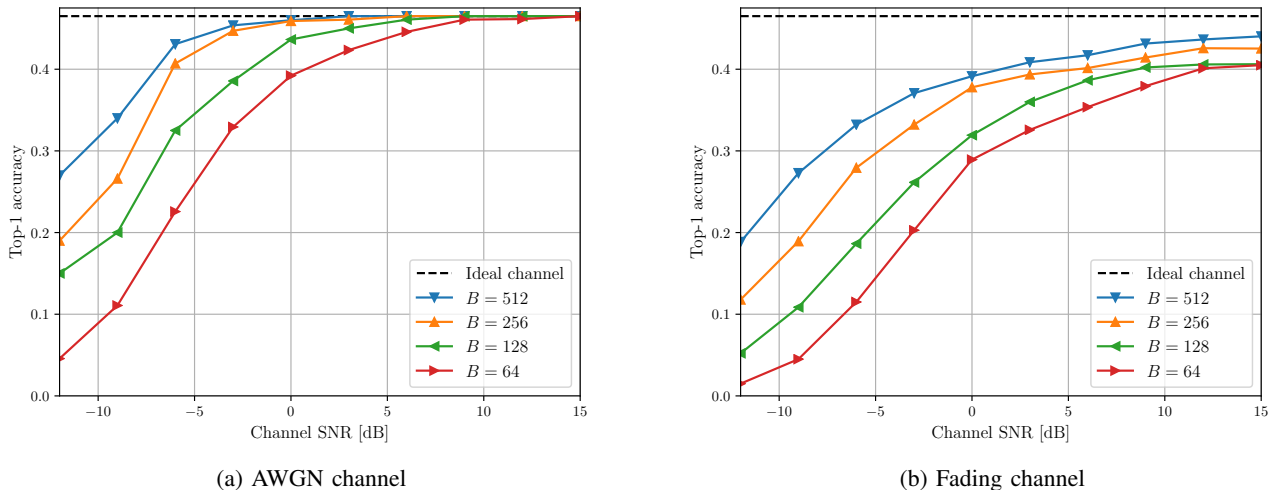 0.4
0.3
0.2
0.1
0.0
Top-1 accuracy
Ideal channel
B = 512
B = 256
B = 128
B = 64
−10
−5
0
5
10
15
Channel SNR [dB]
(a) AWGN channel
0.4
0.3
0.2
0.1
0.0
Top-1 accuracy
Ideal channel
B = 512
B = 256
B = 128
B = 64
−10
−5
0
5
10
15
Channel SNR [dB]
(b) Fading channel